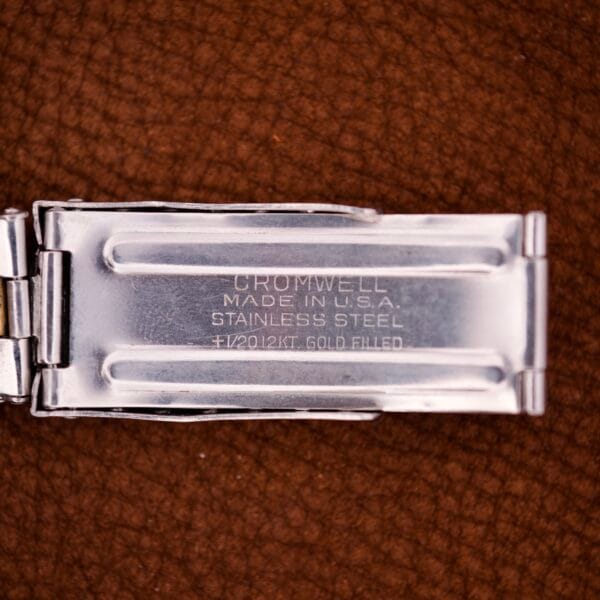 CROMWELL
MADE IN U.S.A.
STAINLESS STEEL
+1/20 12KT. GOLD FILLED